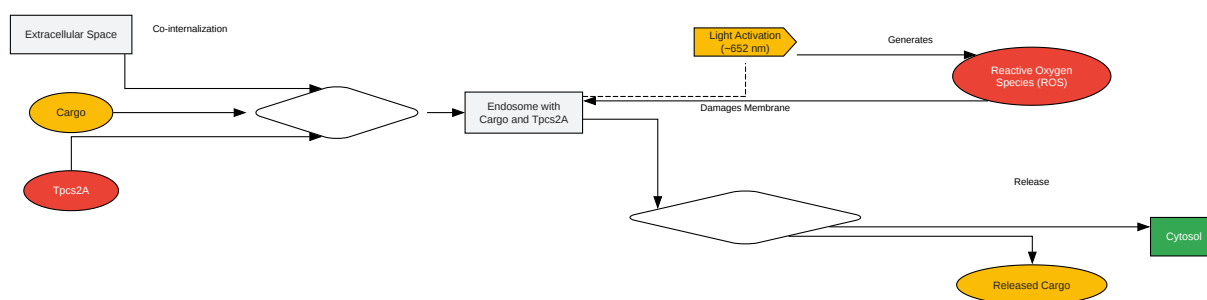 Extracellular Space
Co-internalization
Light Activation
(~652 nm)
Generates
Reactive Oxygen
Species (ROS)
Cargo
Endosome with
Cargo and Tpcs2A
Damages Membrane
Tpcs2A
Release
Cytosol
Released Cargo